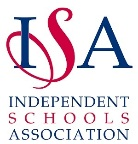 ISA
INDEPENDENT
SCHOOLS
ASSOCIATION